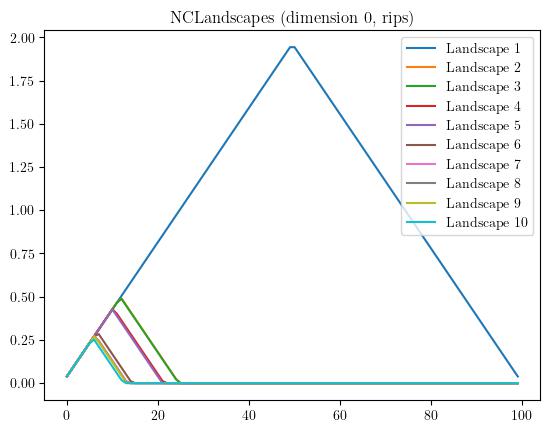 NCLandscapes (dimension 0, rips)
2.00
1.75
1.50
1.25
1.00
0.75
0.50
0.25
0.00
0
20
40
60
80
100
Landscape 1
Landscape 2
Landscape 3
Landscape 4
Landscape 5
Landscape 6
Landscape 7
Landscape 8
Landscape 9
Landscape 10